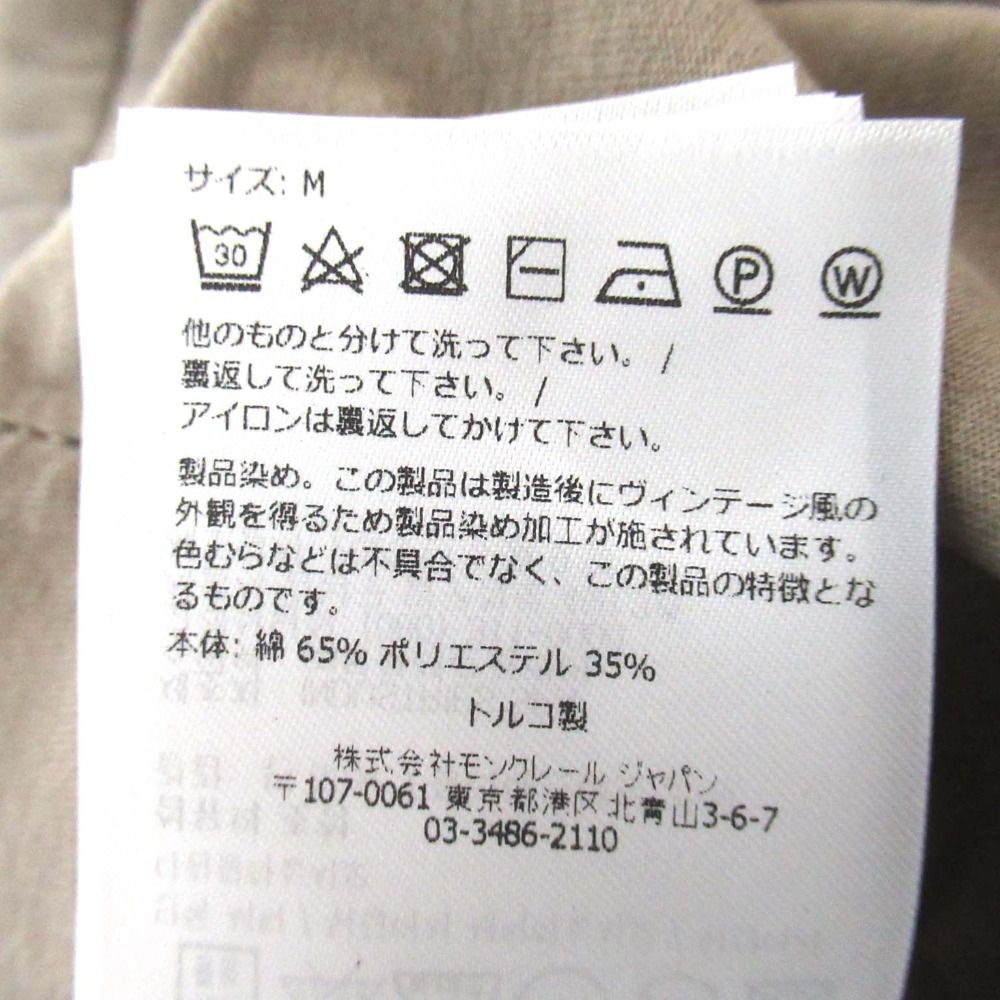 サイズ: M
30 P W
他のものと分けて洗って下さい。 /
裏返して洗って下さい。 /
アイロンは裏返してかけて下さい。
製品染め。この製品は製造後にヴィンテージ風の
外観を得るため製品染め加工が施されています。
色むらなどは不具合でなく、この製品の特徴とな
るものです。
本体: 綿 65% ポリエステル 35%
トルコ製
株式会社モンクレール ジャパン
〒107-0061 東京都港区北青山3-6-7
03-3486-2110